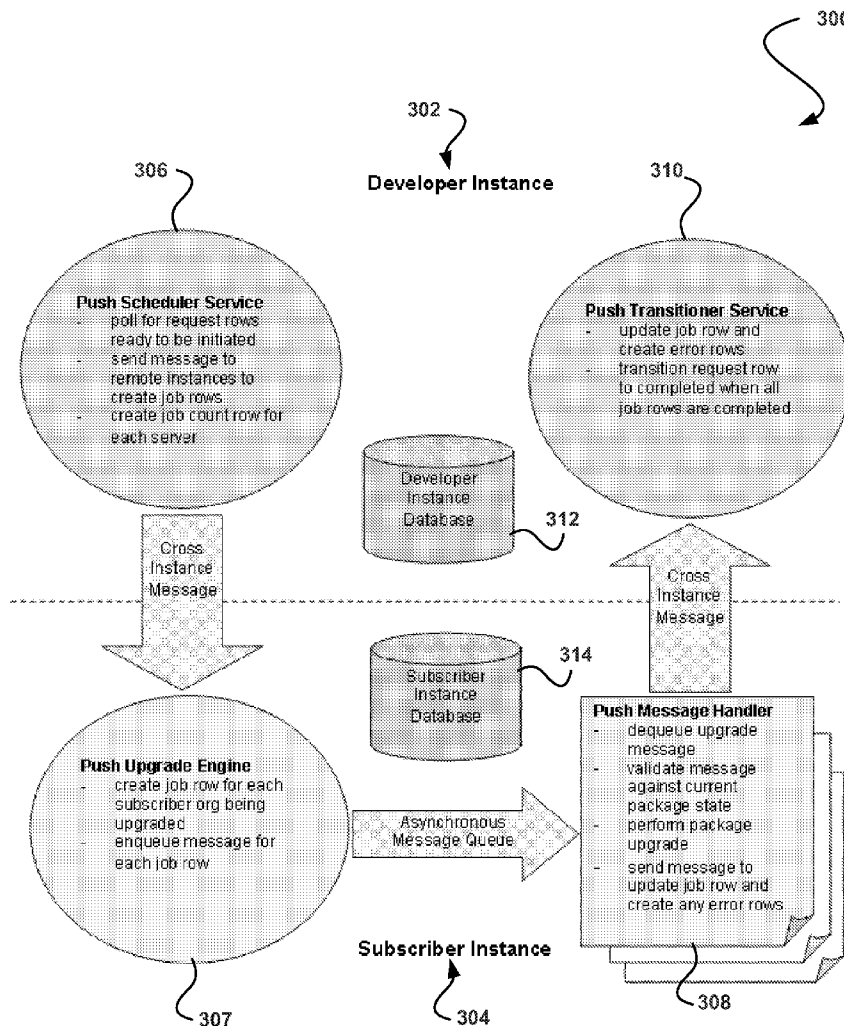 300
302
Developer Instance
306
310
Push Scheduler Service
- poll for request rows
ready to be initiated
- send message to
remote instances to
create job rows
- create job count row for
each server
Push Transitioner Service
- update job row and
create error rows
- transition request row
to completed when all
job rows are completed
Developer
Instance
Database
312
Cross
Instance
Message
Cross
Instance
Message
314
Subscriber
Instance
Database
Push Upgrade Engine
- create job row for each
subscriber org being
upgraded
- enqueue message for
each job row
Asynchronous
Message Queue
Push Message Handler
- dequeue upgrade
message
- validate message
against current
package state
- perform package
upgrade
- send message to
update job row and
create any error rows
Subscriber Instance
307
304
308